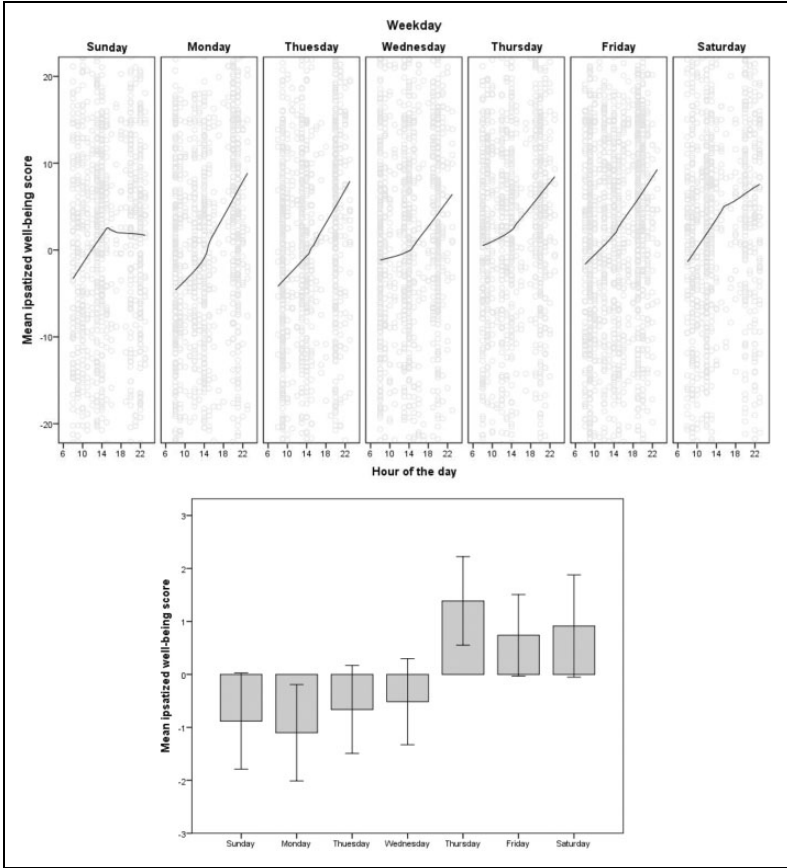 Weekday
Sunday Monday Thuesday Wednesday Thursday Friday Saturday
20
10
0
-10
-20
Mean ipsatized well-being score
6 10 14 18 22 6 10 14 18 22 6 10 14 18 22 6 10 14 18 22 6 10 14 18 22 6 10 14 18 22 6 10 14 18 22
Hour of the day
3
2
1
0
-1
-2
-3
Mean ipsatized well-being score
Sunday Monday Thuesday Wednesday Thursday Friday Saturday